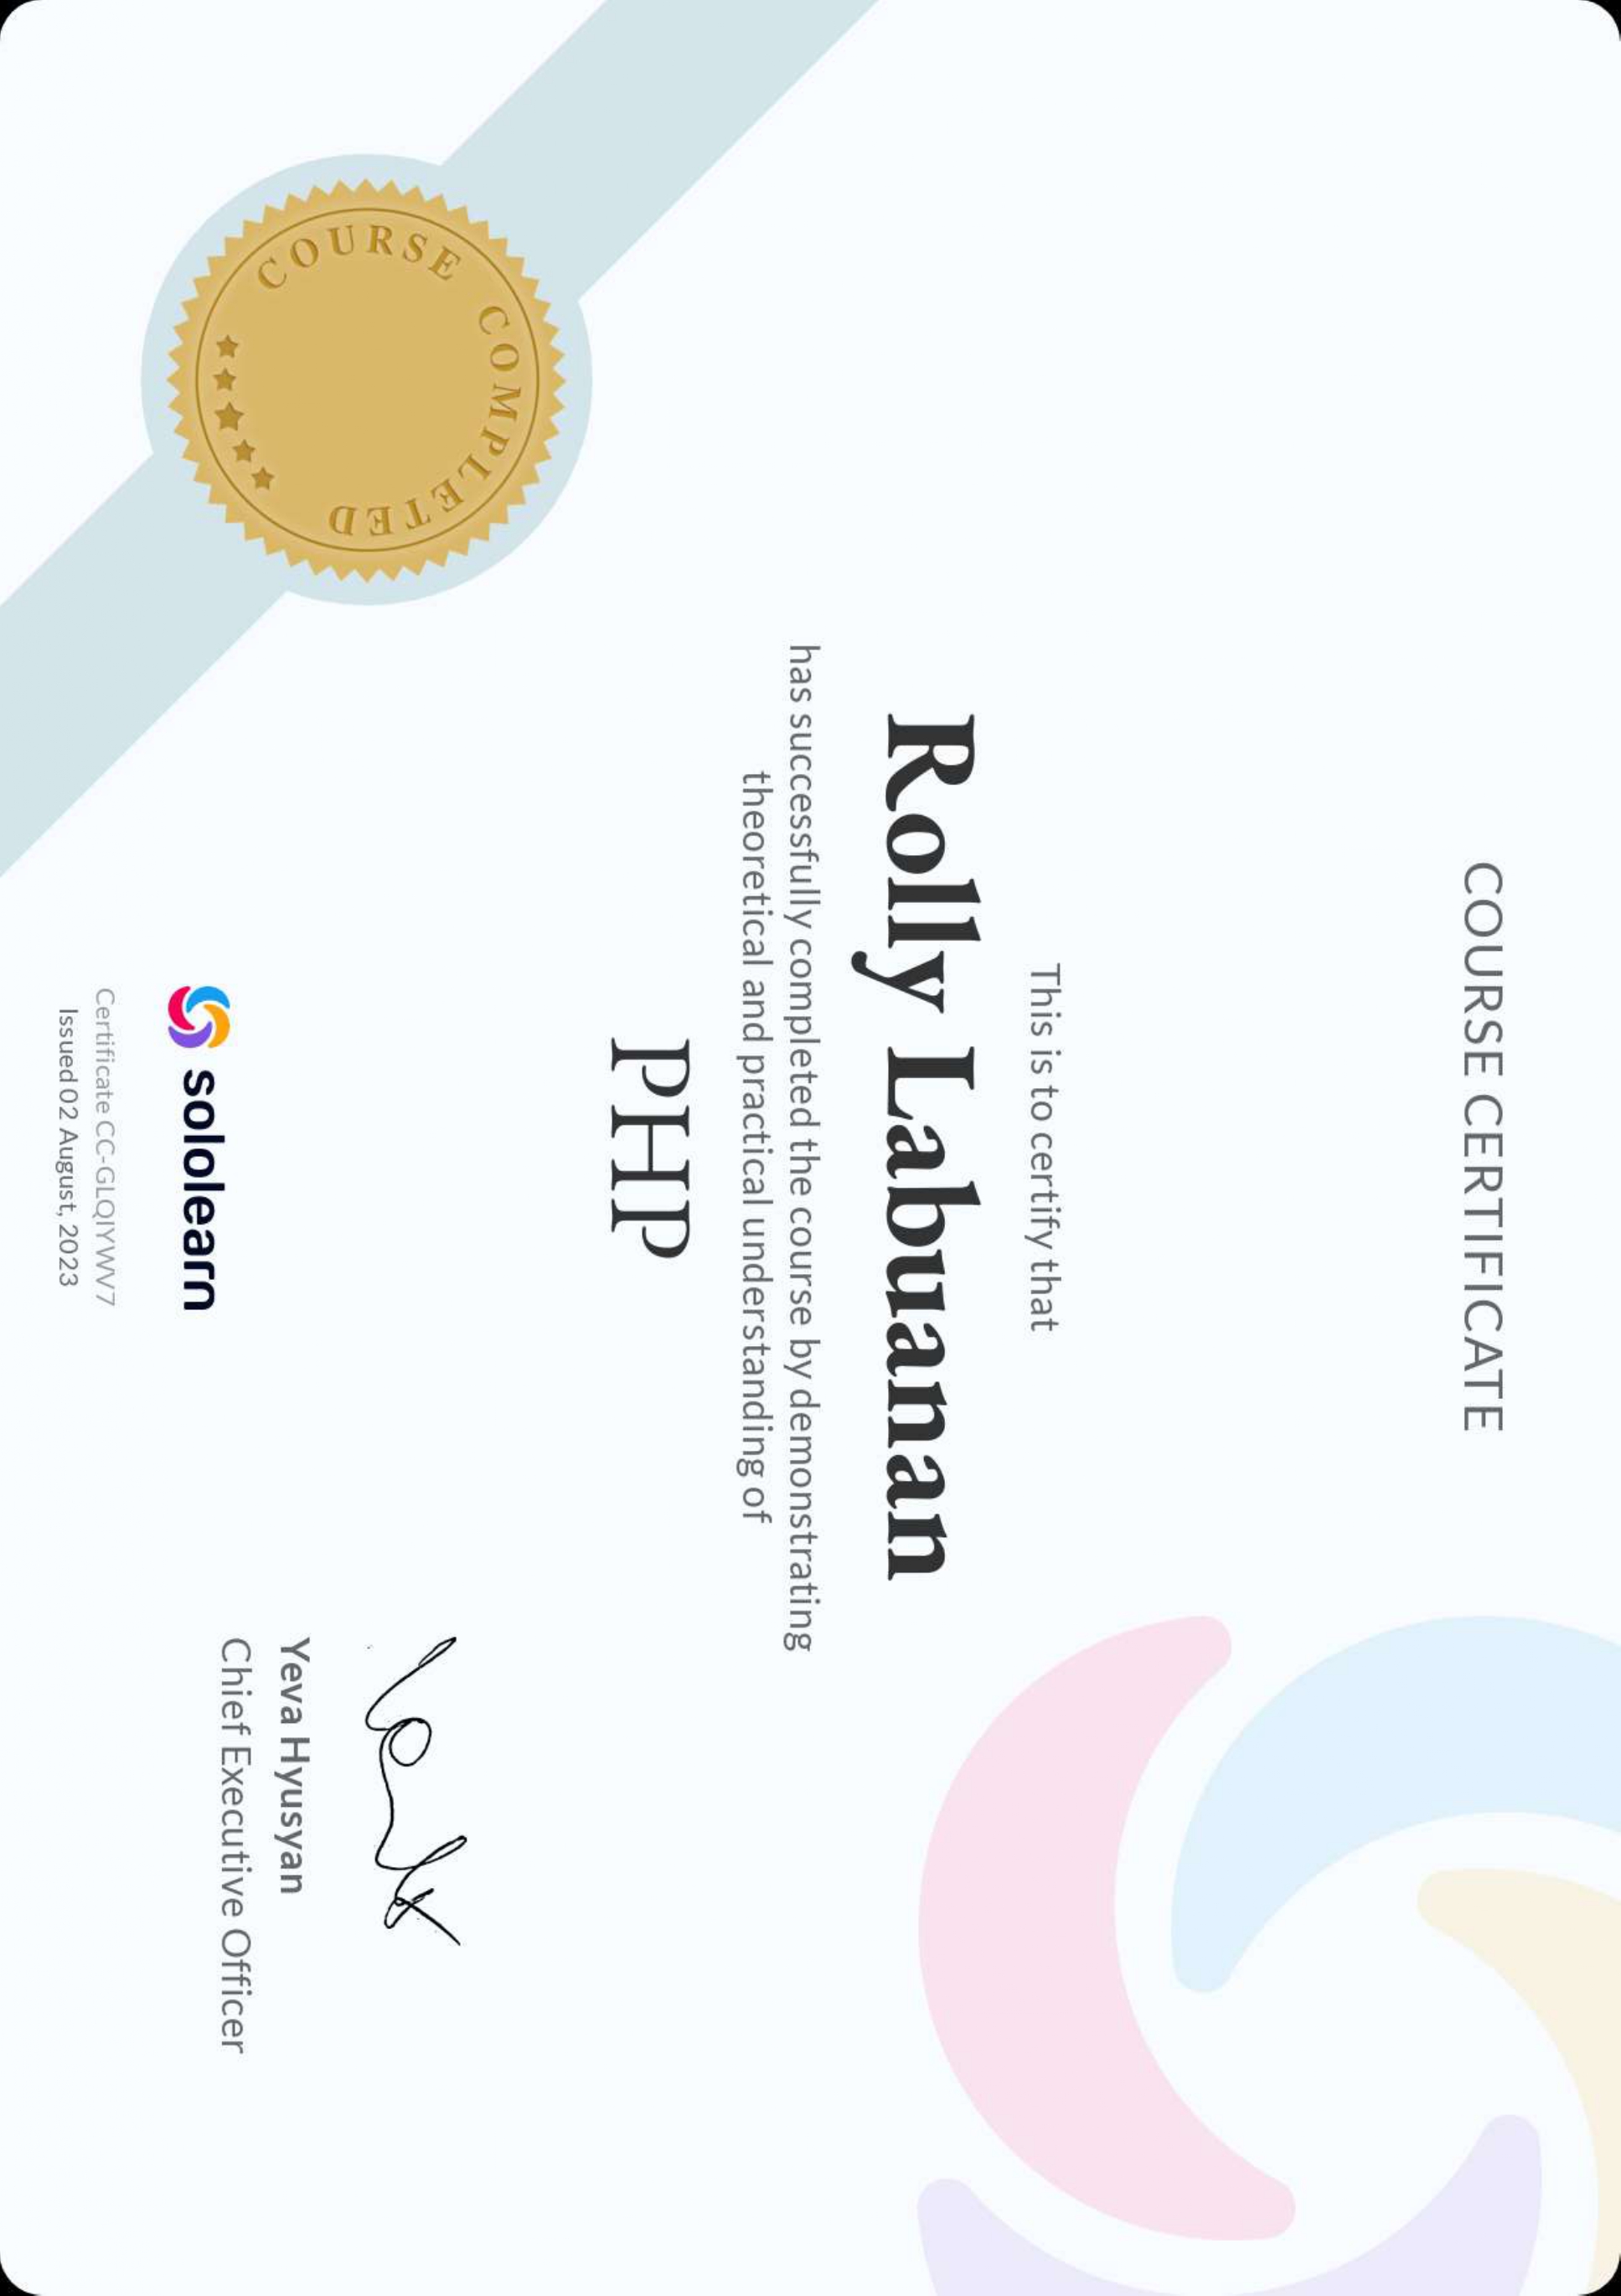 COURSE CERTIFICATE
This is to certify that
Rolly Labuanan
has successfully completed the course by demonstrating
theoretical and practical understanding of
PHP
COURSE COMPLETED
Yeva Hyusyan
Chief Executive Officer
sololearn
Certificate CC-GLQIYWV7
Issued 02 August, 2023